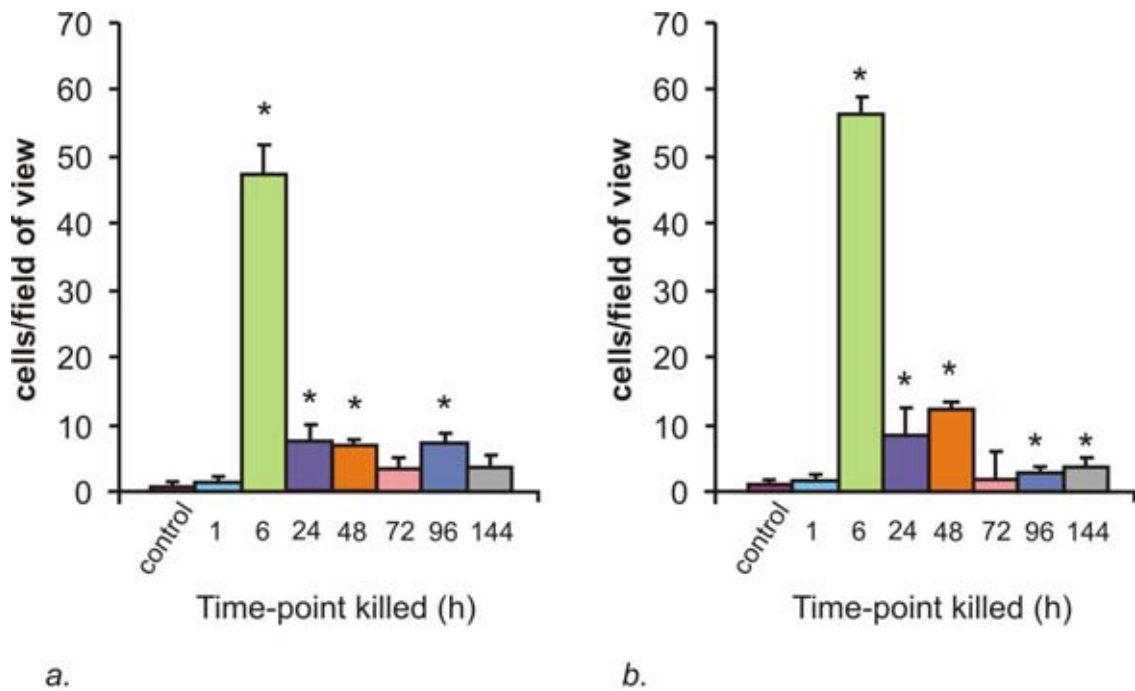 70
60
50
40
30
20
10
0
cells/field of view
*
* * *
control 1 6 24 48 72 96 144
Time-point killed (h)
a.
70
60
50
40
30
20
10
0
cells/field of view
*
* * * *
control 1 6 24 48 72 96 144
Time-point killed (h)
b.